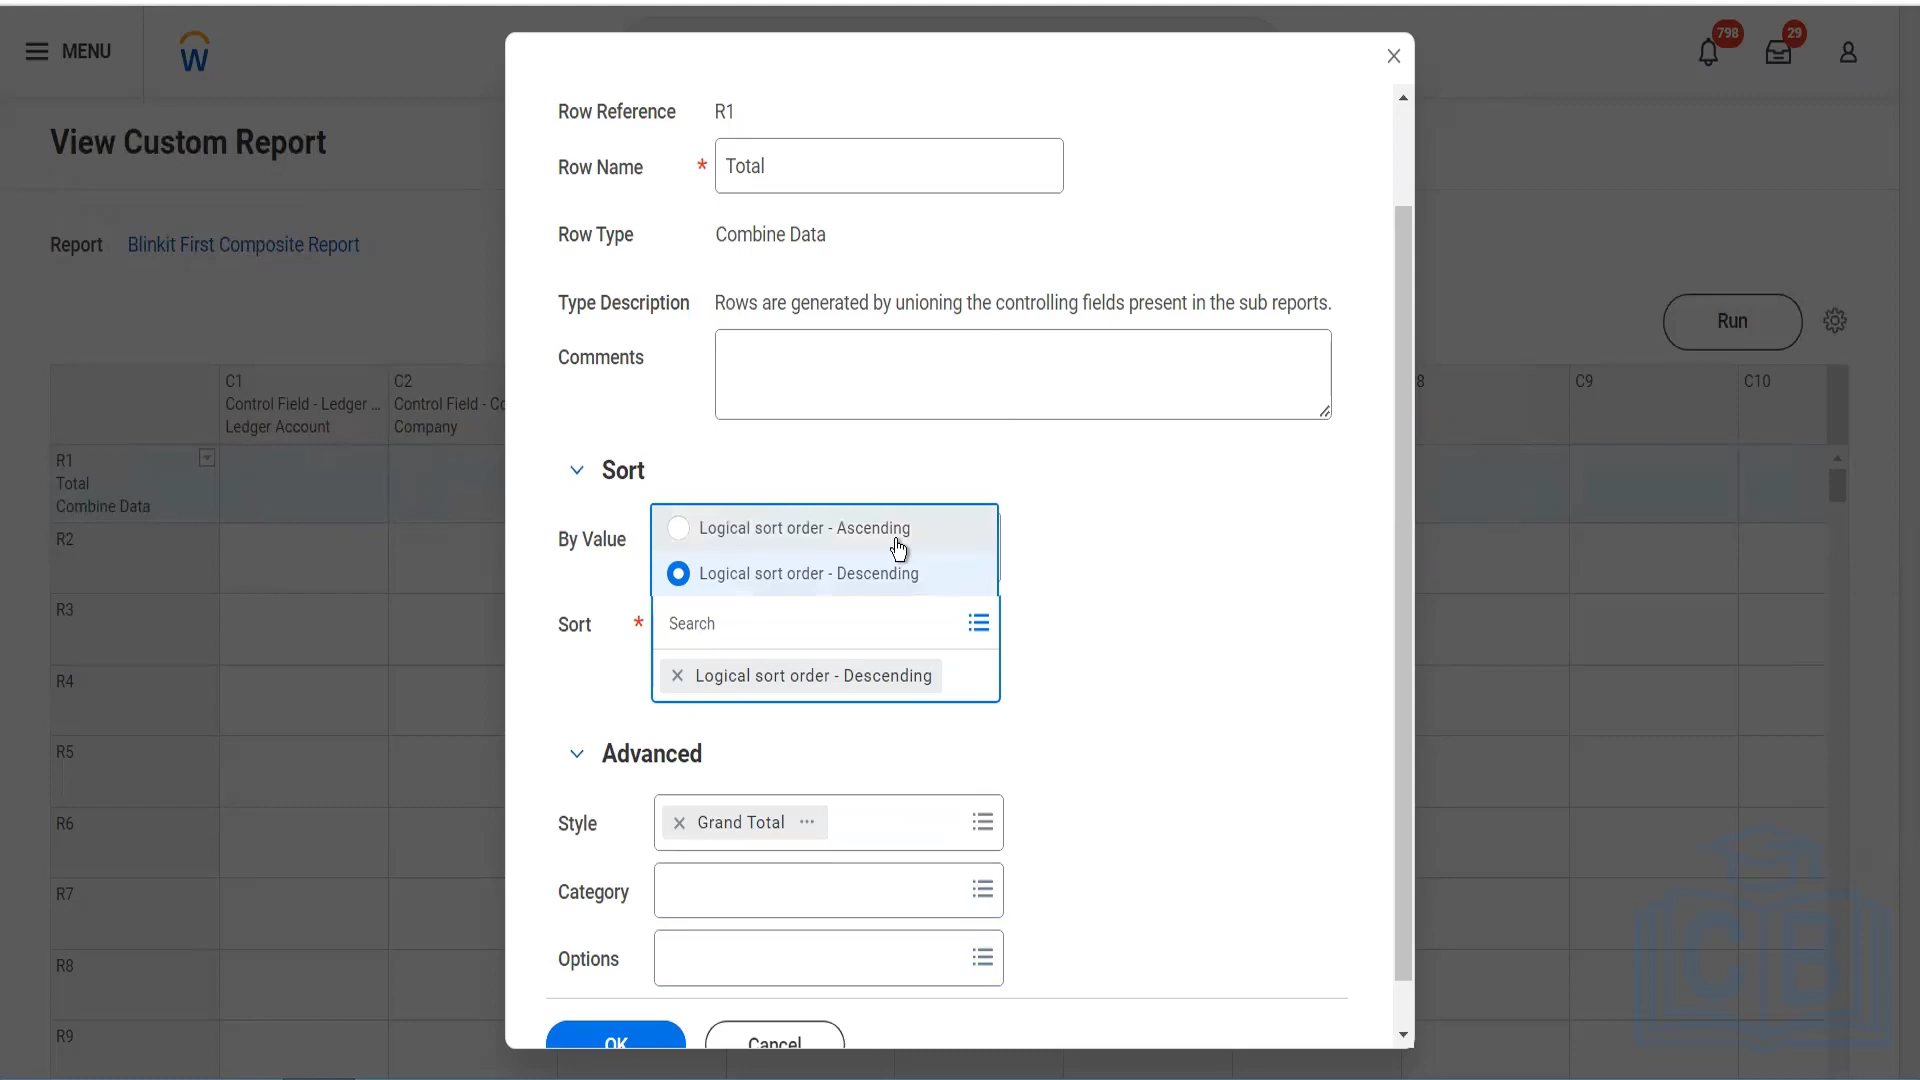 MENU
W
798
29
View Custom Report
Report Blinkit First Composite Report
Run
C1
Control Field - Ledger ...
Ledger Account
C2
Control Field - Co
Company
8
C9
C10
R1
Total
Combine Data
R2
R3
R4
R5
R6
R7
R8
R9
Row Reference R1
Row Name * Total
Row Type Combine Data
Type Description Rows are generated by unioning the controlling fields present in the sub reports.
Comments
Sort
By Value
Logical sort order - Ascending
Logical sort order - Descending
Sort * Search
Logical sort order - Descending
Advanced
Style Grand Total ...
Category
Options
OK Cancel
CB